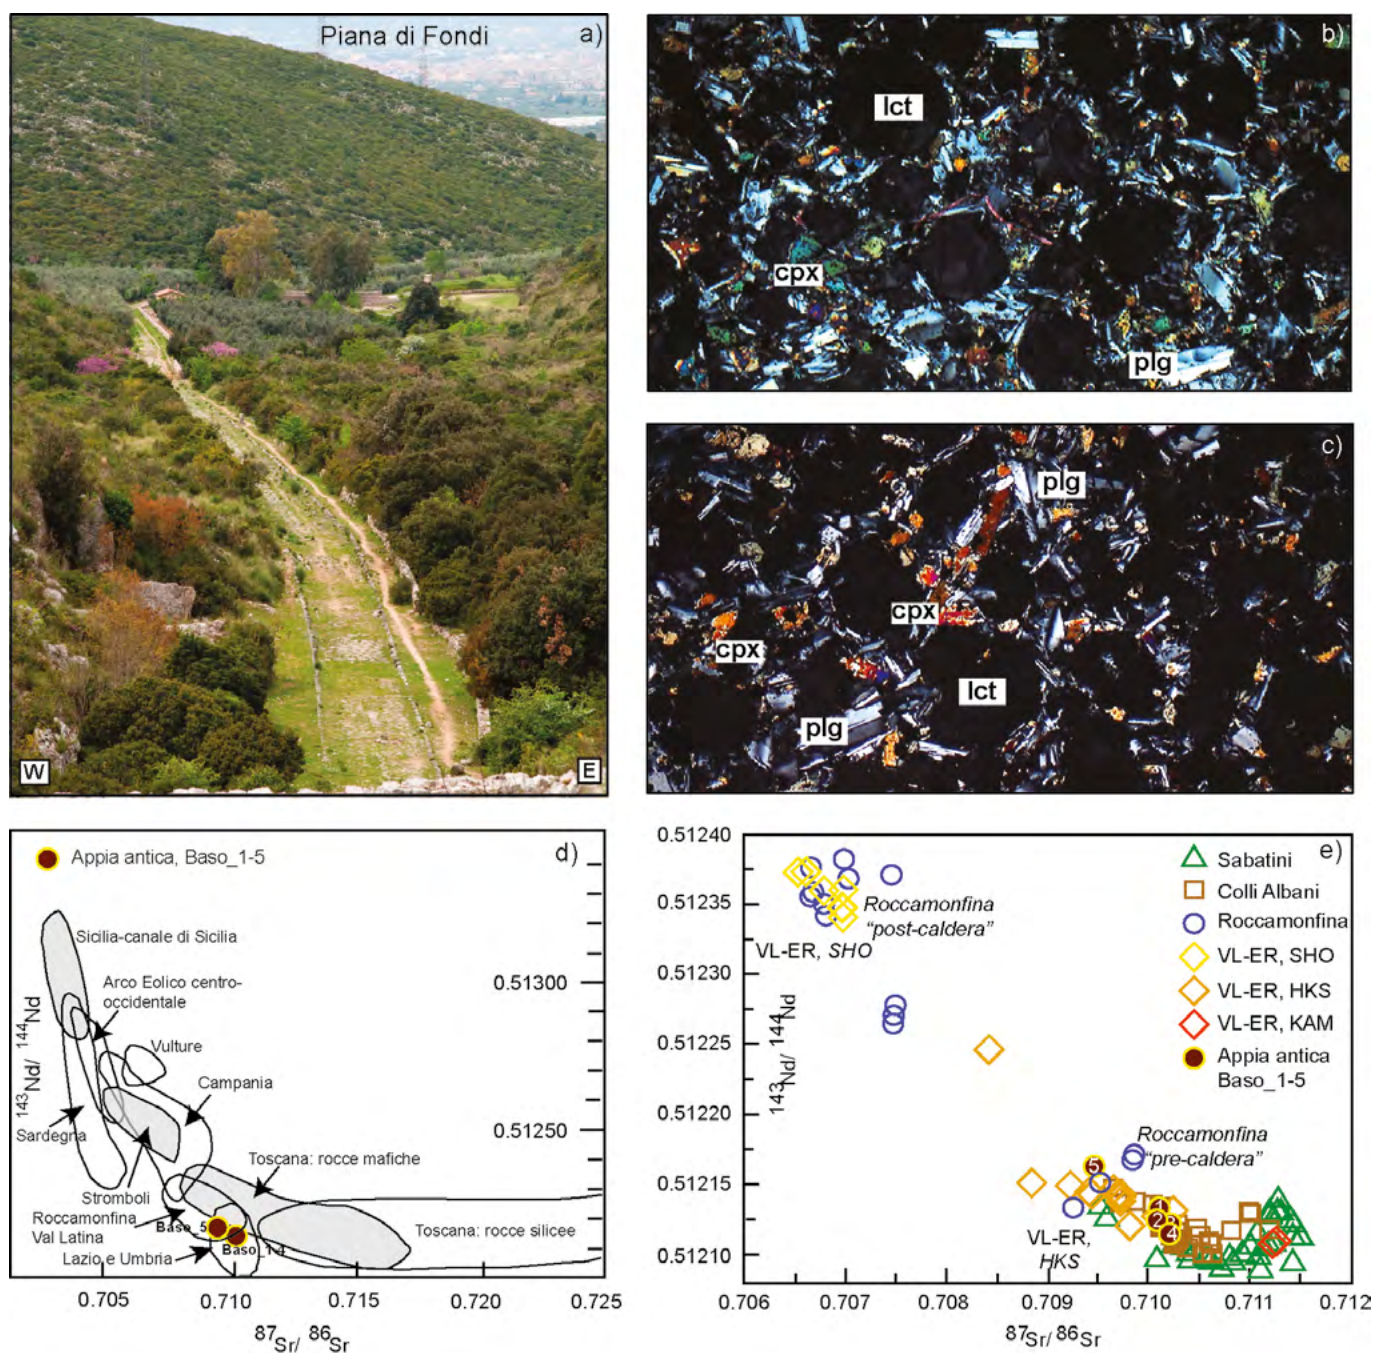 Piana di Fondi
a)
W
E
b)
lct
cpx
plg
c)
plg
cpx
cpx
lct
plg
d)
Appia antica, Baso_1-5
Sicilia-canale di Sicilia
Arco Eolico centro-
occidentale
Vulture
Campania
Sardegna
Stromboli
Toscana: rocce mafiche
Roccamonfina
Val Latina
Baso_5
Baso_1-4
Lazio e Umbria
Toscana: rocce silicee
0.51300
0.51250
143Nd/ 144Nd
0.705
0.710
0.715
0.720
0.725
87Sr/ 86Sr
e)
0.51240
0.51235
0.51230
0.51225
0.51220
0.51215
0.51210
143Nd/ 144Nd
Sabatini
Colli Albani
Roccamonfina
VL-ER, SHO
VL-ER, HKS
VL-ER, KAM
Appia antica
Baso_1-5
Roccamonfina
“post-caldera”
VL-ER, SHO
Roccamonfina
“pre-caldera”
VL-ER,
HKS
5
1
2
4
0.706
0.707
0.708
0.709
0.710
0.711
0.712
87Sr/ 86Sr